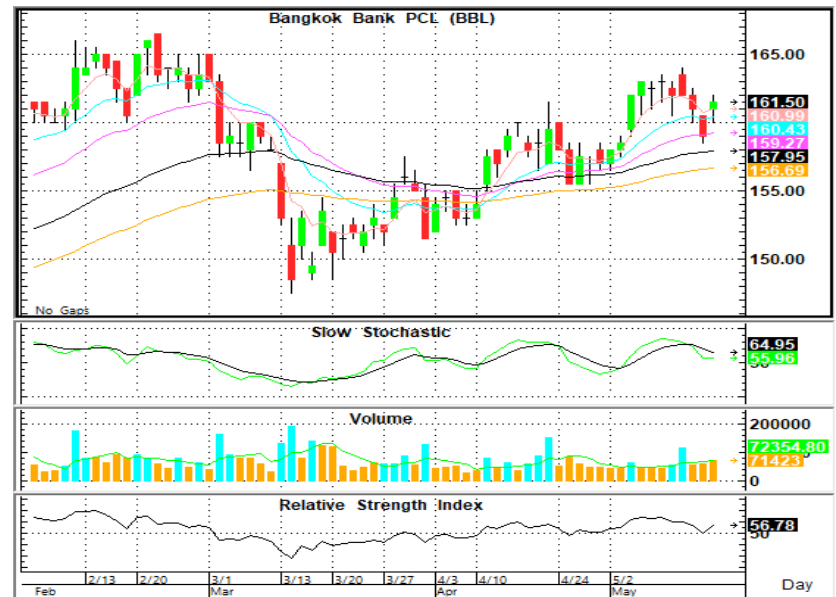 Bangkok Bank PCL (BBL)
165.00
161.50
160.99
160.43
159.27
157.95
156.69
155.00
150.00
No Gaps
Slow Stochastic
64.95
55.96
Volume
200000
72354.80
71423
0
Relative Strength Index
56.78
50
2/13 2/20 3/1 3/13 3/20 3/27 4/3 4/10 4/24 5/2
Feb Mar Apr May Day